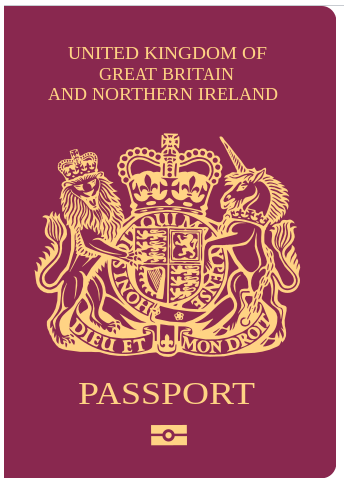 UNITED KINGDOM OF
GREAT BRITAIN
AND NORTHERN IRELAND
DIEU ET MON DROIT
PASSPORT